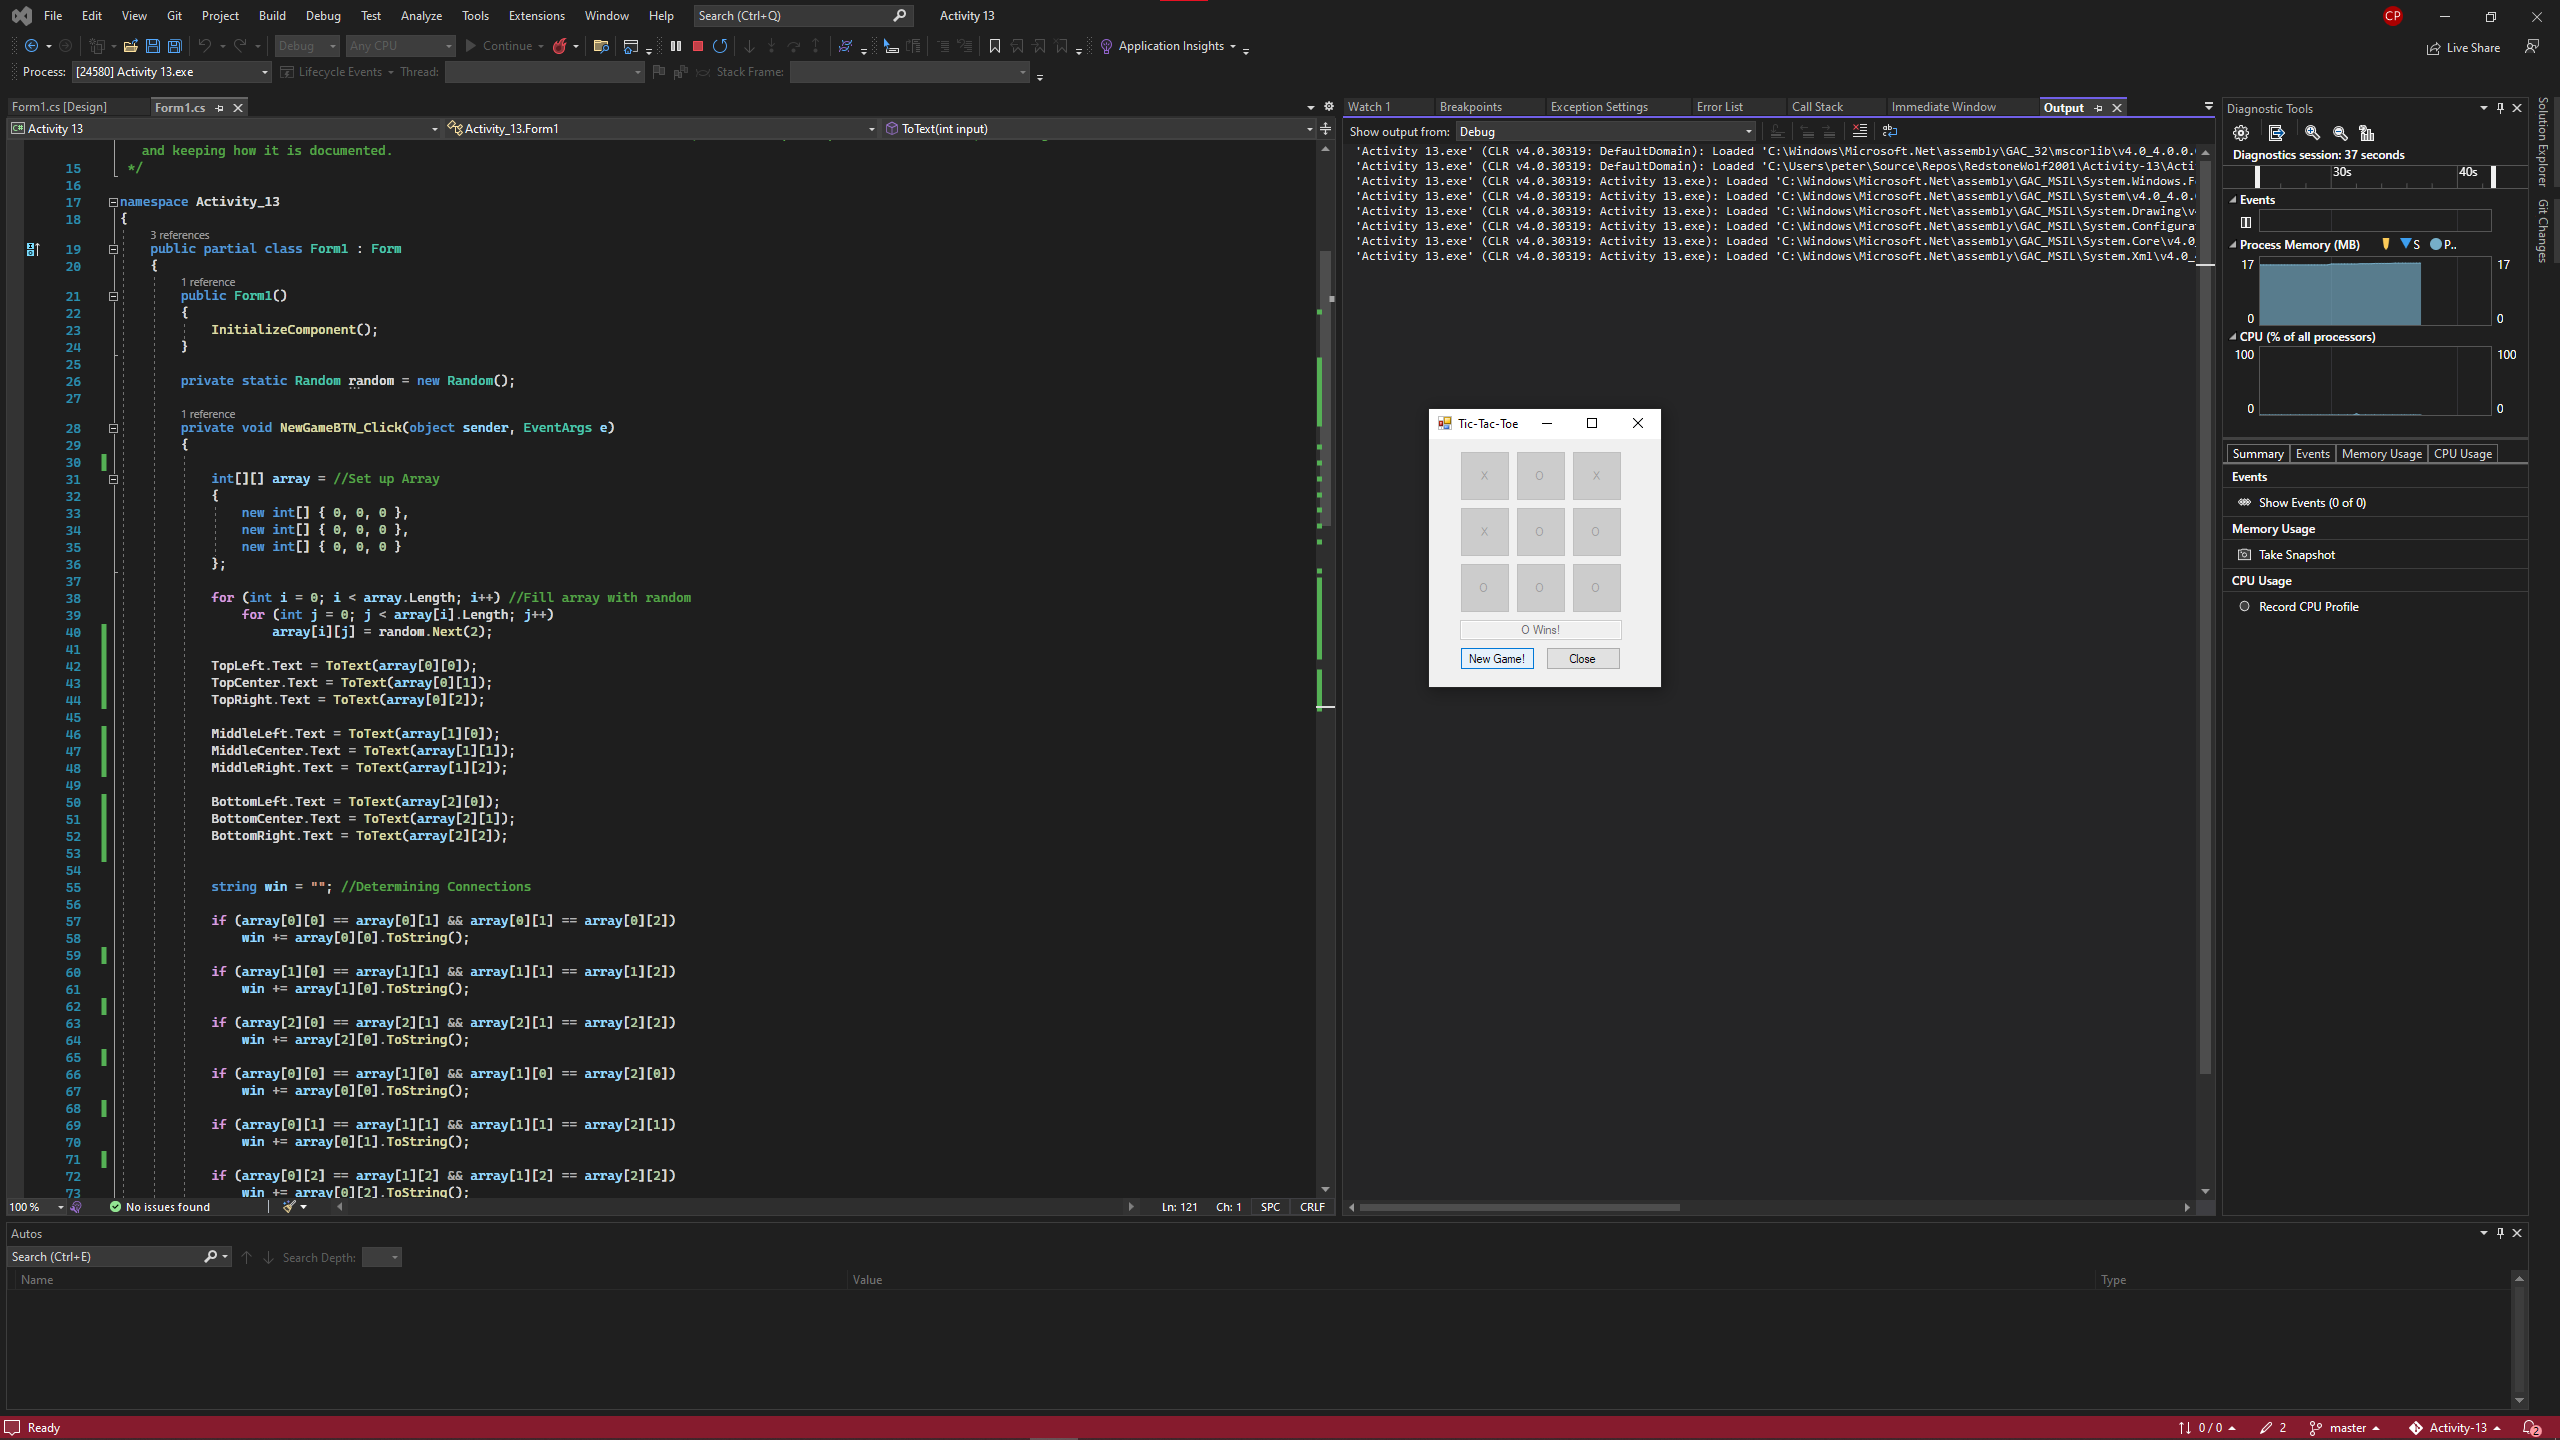 File Edit View Git Project Build Debug Test Analyze Tools Extensions Window Help Search (Ctrl+Q) Activity 13 CP
Debug Any CPU Continue Application Insights Live Share
Process: [24580] Activity 13.exe Lifecycle Events Thread: Stack Frame:
Form1.cs [Design] Form1.cs
Activity 13 Activity_13.Form1 ToText(int input)
and keeping how it is documented.
15 */
16
17 namespace Activity_13
18 {
3 references
19 public partial class Form1 : Form
20 {
1 reference
21 public Form1()
22 {
23 InitializeComponent();
24 }
25
26 private static Random random = new Random();
27
1 reference
28 private void NewGameBTN_Click(object sender, EventArgs e)
29 {
30
31 int[][] array = //Set up Array
32 {
33 new int[] { 0, 0, 0 },
34 new int[] { 0, 0, 0 },
35 new int[] { 0, 0, 0 }
36 };
37
38 for (int i = 0; i < array.Length; i++) //Fill array with random
39 for (int j = 0; j < array[i].Length; j++)
40 array[i][j] = random.Next(2);
41
42 TopLeft.Text = ToText(array[0][0]);
43 TopCenter.Text = ToText(array[0][1]);
44 TopRight.Text = ToText(array[0][2]);
45
46 MiddleLeft.Text = ToText(array[1][0]);
47 MiddleCenter.Text = ToText(array[1][1]);
48 MiddleRight.Text = ToText(array[1][2]);
49
50 BottomLeft.Text = ToText(array[2][0]);
51 BottomCenter.Text = ToText(array[2][1]);
52 BottomRight.Text = ToText(array[2][2]);
53
54
55 string win = ""; //Determining Connections
56
57 if (array[0][0] == array[0][1] && array[0][1] == array[0][2])
58 win += array[0][0].ToString();
59
60 if (array[1][0] == array[1][1] && array[1][1] == array[1][2])
61 win += array[1][0].ToString();
62
63 if (array[2][0] == array[2][1] && array[2][1] == array[2][2])
64 win += array[2][0].ToString();
65
66 if (array[0][0] == array[1][0] && array[1][0] == array[2][0])
67 win += array[0][0].ToString();
68
69 if (array[0][1] == array[1][1] && array[1][1] == array[2][1])
70 win += array[0][1].ToString();
71
72 if (array[0][2] == array[1][2] && array[1][2] == array[2][2])
73 win += array[0][2].ToString();
100 % No issues found Ln: 121 Ch: 1 SPC CRLF
Watch 1 Breakpoints Exception Settings Error List Call Stack Immediate Window Output
Show output from: Debug
'Activity 13.exe' (CLR v4.0.30319: DefaultDomain): Loaded 'C:\Windows\Microsoft.Net\assembly\GAC_32\mscorlib\v4.0_4.0.0.
'Activity 13.exe' (CLR v4.0.30319: DefaultDomain): Loaded 'C:\Users\peter\Source\Repos\RedstoneWolf2001\Activity-13\Acti
'Activity 13.exe' (CLR v4.0.30319: Activity 13.exe): Loaded 'C:\Windows\Microsoft.Net\assembly\GAC_MSIL\System.Windows.F
'Activity 13.exe' (CLR v4.0.30319: Activity 13.exe): Loaded 'C:\Windows\Microsoft.Net\assembly\GAC_MSIL\System\v4.0_4.0.
'Activity 13.exe' (CLR v4.0.30319: Activity 13.exe): Loaded 'C:\Windows\Microsoft.Net\assembly\GAC_MSIL\System.Drawing\v
'Activity 13.exe' (CLR v4.0.30319: Activity 13.exe): Loaded 'C:\Windows\Microsoft.Net\assembly\GAC_MSIL\System.Configura
'Activity 13.exe' (CLR v4.0.30319: Activity 13.exe): Loaded 'C:\Windows\Microsoft.Net\assembly\GAC_MSIL\System.Core\v4.0
'Activity 13.exe' (CLR v4.0.30319: Activity 13.exe): Loaded 'C:\Windows\Microsoft.Net\assembly\GAC_MSIL\System.Xml\v4.0_
Tic-Tac-Toe
X O X
X O O
O O O
O Wins!
New Game! Close
Diagnostic Tools
Diagnostics session: 37 seconds
30s 40s
Events
Process Memory (MB) S P..
17 17
0 0
CPU (% of all processors)
100 100
0 0
Summary Events Memory Usage CPU Usage
Events
Show Events (0 of 0)
Memory Usage
Take Snapshot
CPU Usage
Record CPU Profile
Solution Explorer
Git Changes
Autos
Search (Ctrl+E) Search Depth:
Name Value Type
Ready 0 / 0 2 master Activity-13 2